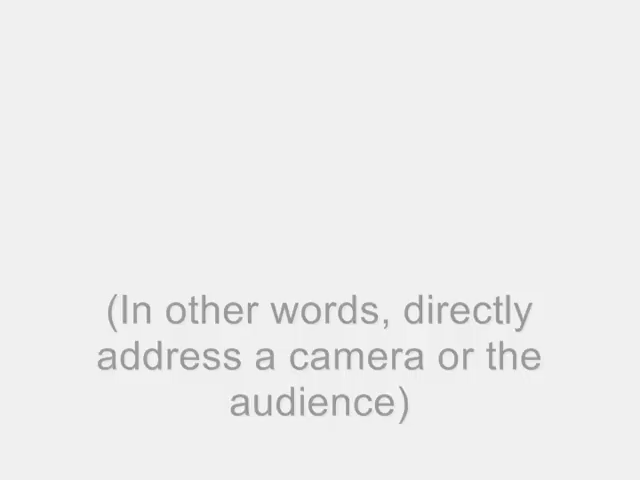 (In other words, directly
address a camera or the
audience)